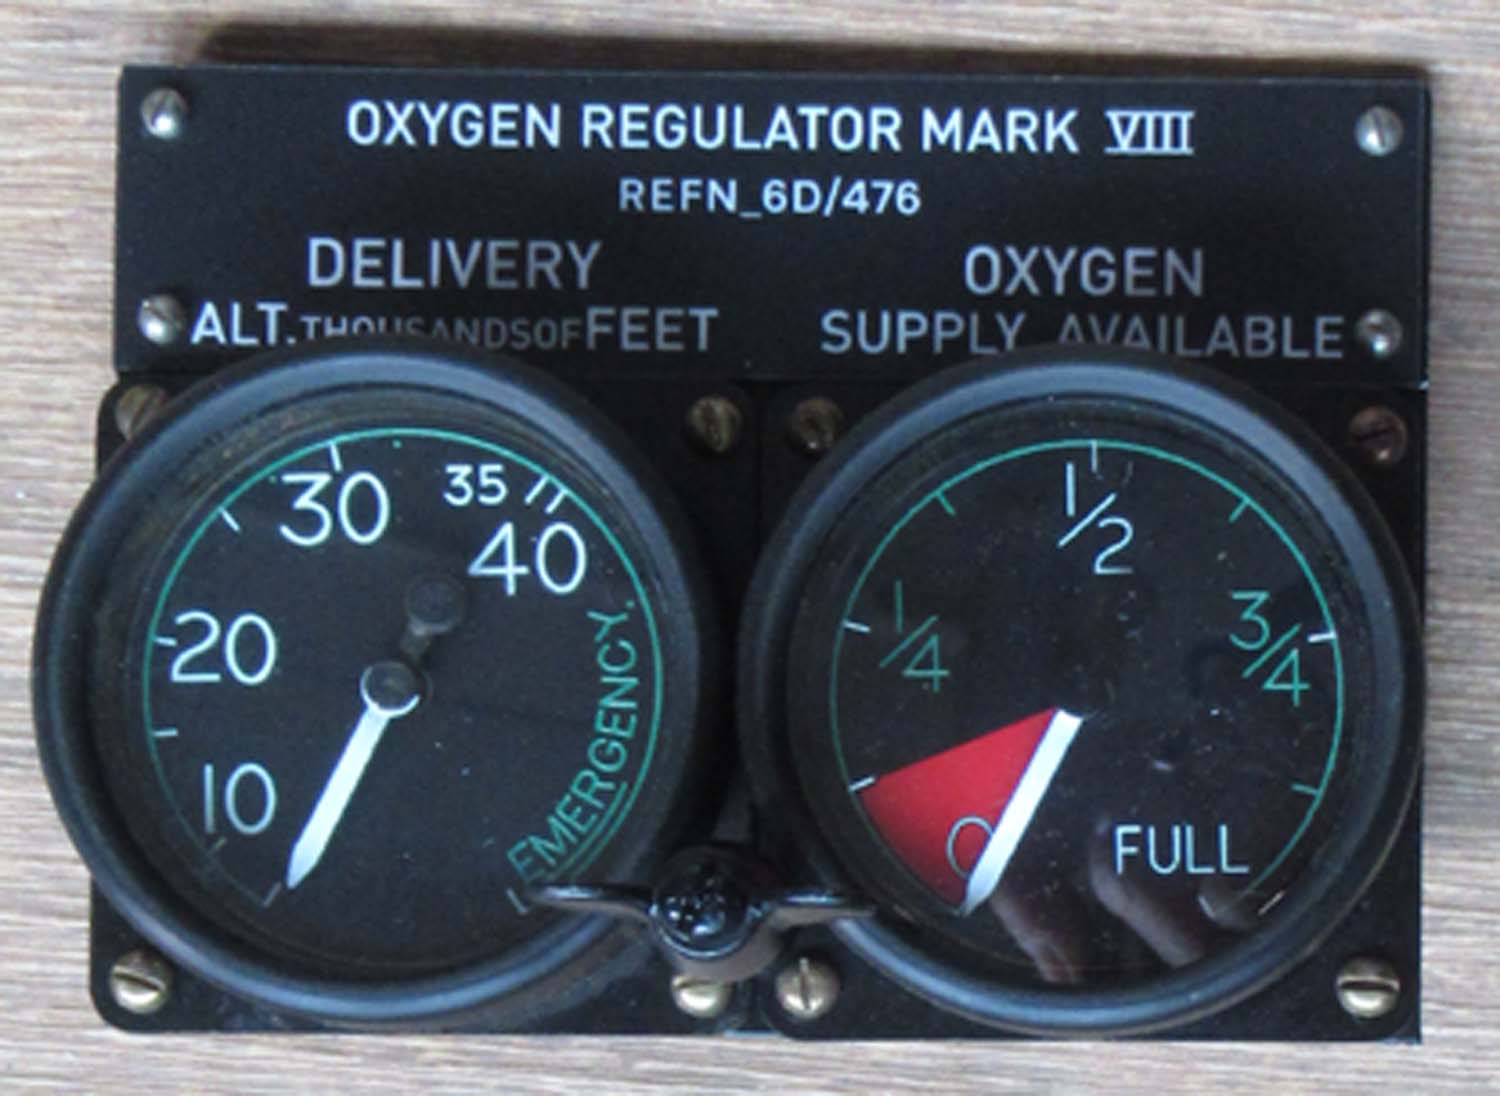 OXYGEN REGULATOR MARK VIII
REFN_6D/476
DELIVERY
ALT. THOUSANDS OF FEET
OXYGEN
SUPPLY AVAILABLE
10
20
30
35
40
EMERGENCY.
0
1/4
1/2
3/4
FULL